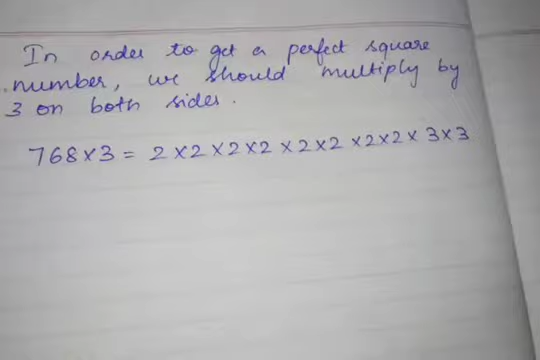 In order to get a perfect square
number, we should multiply by
3 on both sides.
768×3 = 2×2×2×2×2×2×2×2×3×3